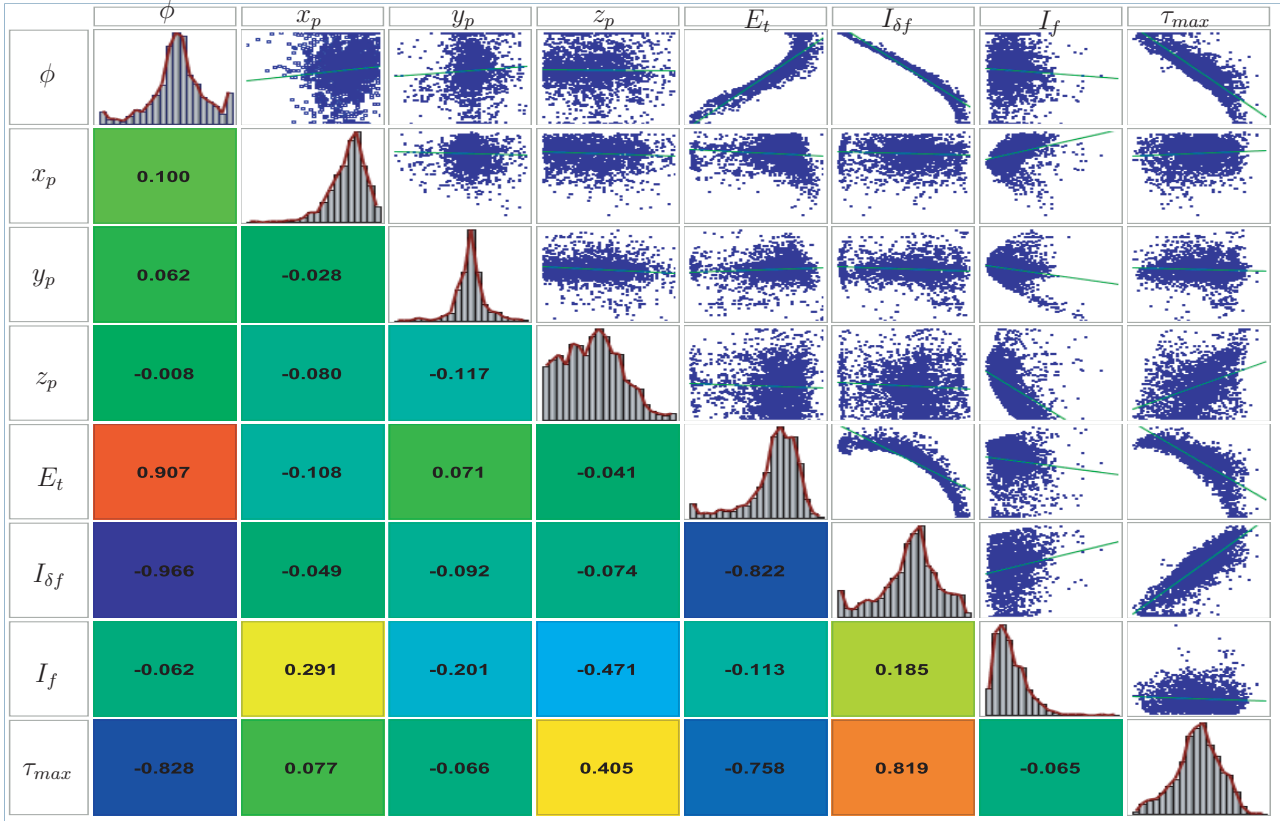 ϕ x_p y_p z_p E_t I_δf I_f τ_max
ϕ
x_p 0.100
y_p 0.062 -0.028
z_p -0.008 -0.080 -0.117
E_t 0.907 -0.108 0.071 -0.041
I_δf -0.966 -0.049 -0.092 -0.074 -0.822
I_f -0.062 0.291 -0.201 -0.471 -0.113 0.185
τ_max -0.828 0.077 -0.066 0.405 -0.758 0.819 -0.065